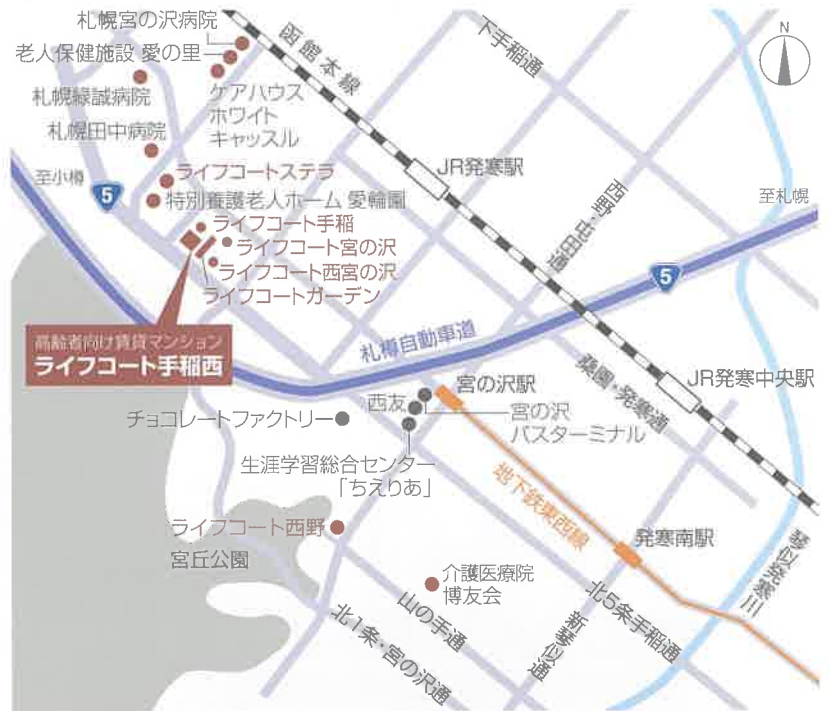 札幌宮の沢病院
老人保健施設 愛の里
札幌緑誠病院
ケアハウス
ホワイト
キャッスル
札幌田中病院
函館本線
下手稲通
N
JR発寒駅
至小樽
5
ライフコートステラ
特別養護老人ホーム 愛輪園
西野・屯田通
至札幌
ライフコート手稲
ライフコート宮の沢
ライフコート西宮の沢
ライフコートガーデン
5
高齢者向け賃貸マンション
ライフコート手稲西
札樽自動車道
宮の沢駅
桑園・発寒通
JR発寒中央駅
西友
宮の沢
バスターミナル
チョコレートファクトリー
生涯学習総合センター
「ちえりあ」
地下鉄東西線
ライフコート西野
宮丘公園
発寒南駅
琴似発寒川
介護医療院
博友会
山の手通
北1条・宮の沢通
新琴似通
北5条手稲通